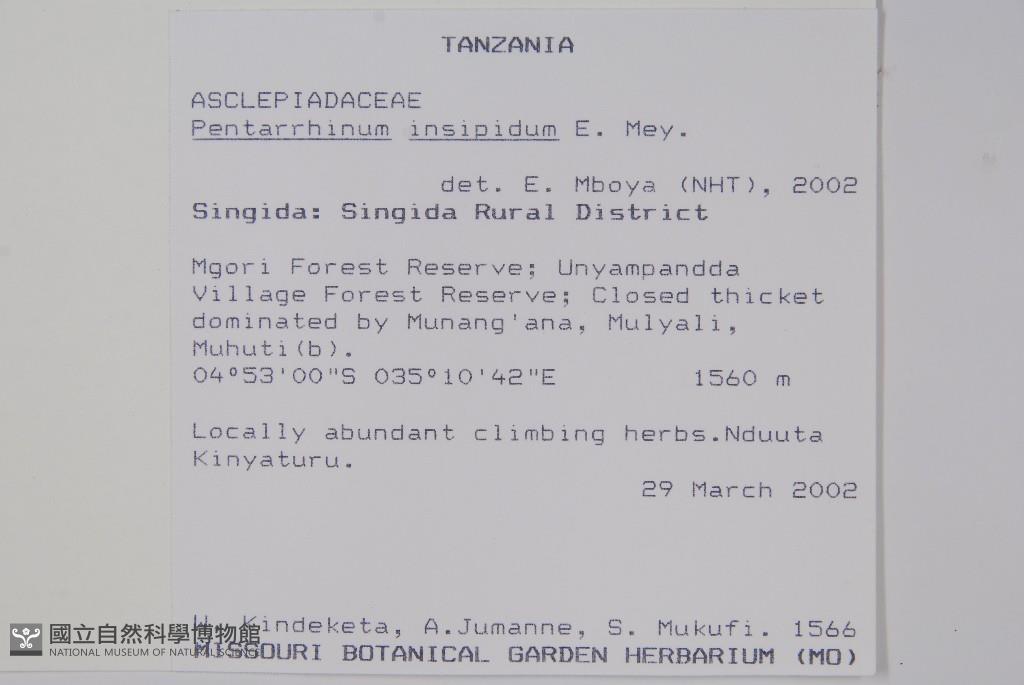 TANZANIA
ASCLEPIADACEAE
Pentarrhinum insipidum E. Mey.
det. E. Mboya (NHT), 2002
Singida: Singida Rural District
Mgori Forest Reserve; Unyampandda
Village Forest Reserve; Closed thicket
dominated by Munang'ana, Mulyali,
Muhuti(b).
04°53'00"S 035°10'42"E 1560 m
Locally abundant climbing herbs.Nduuta
Kinyaturu.
29 March 2002
Kindeketa, A.Jumanne, S. Mukufi. 1566
MISSOURI BOTANICAL GARDEN HERBARIUM (MO)
國立自然科學博物館
NATIONAL MUSEUM OF NATURAL SCIENCE